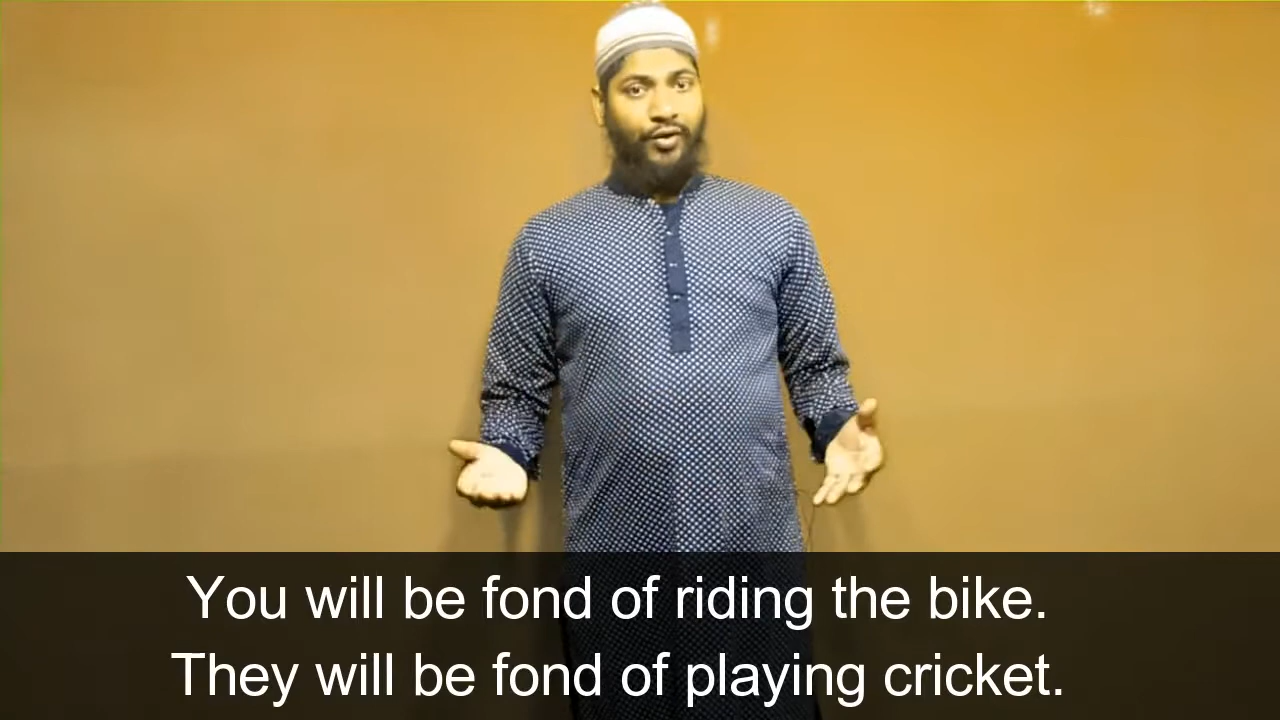 You will be fond of riding the bike.
They will be fond of playing cricket.